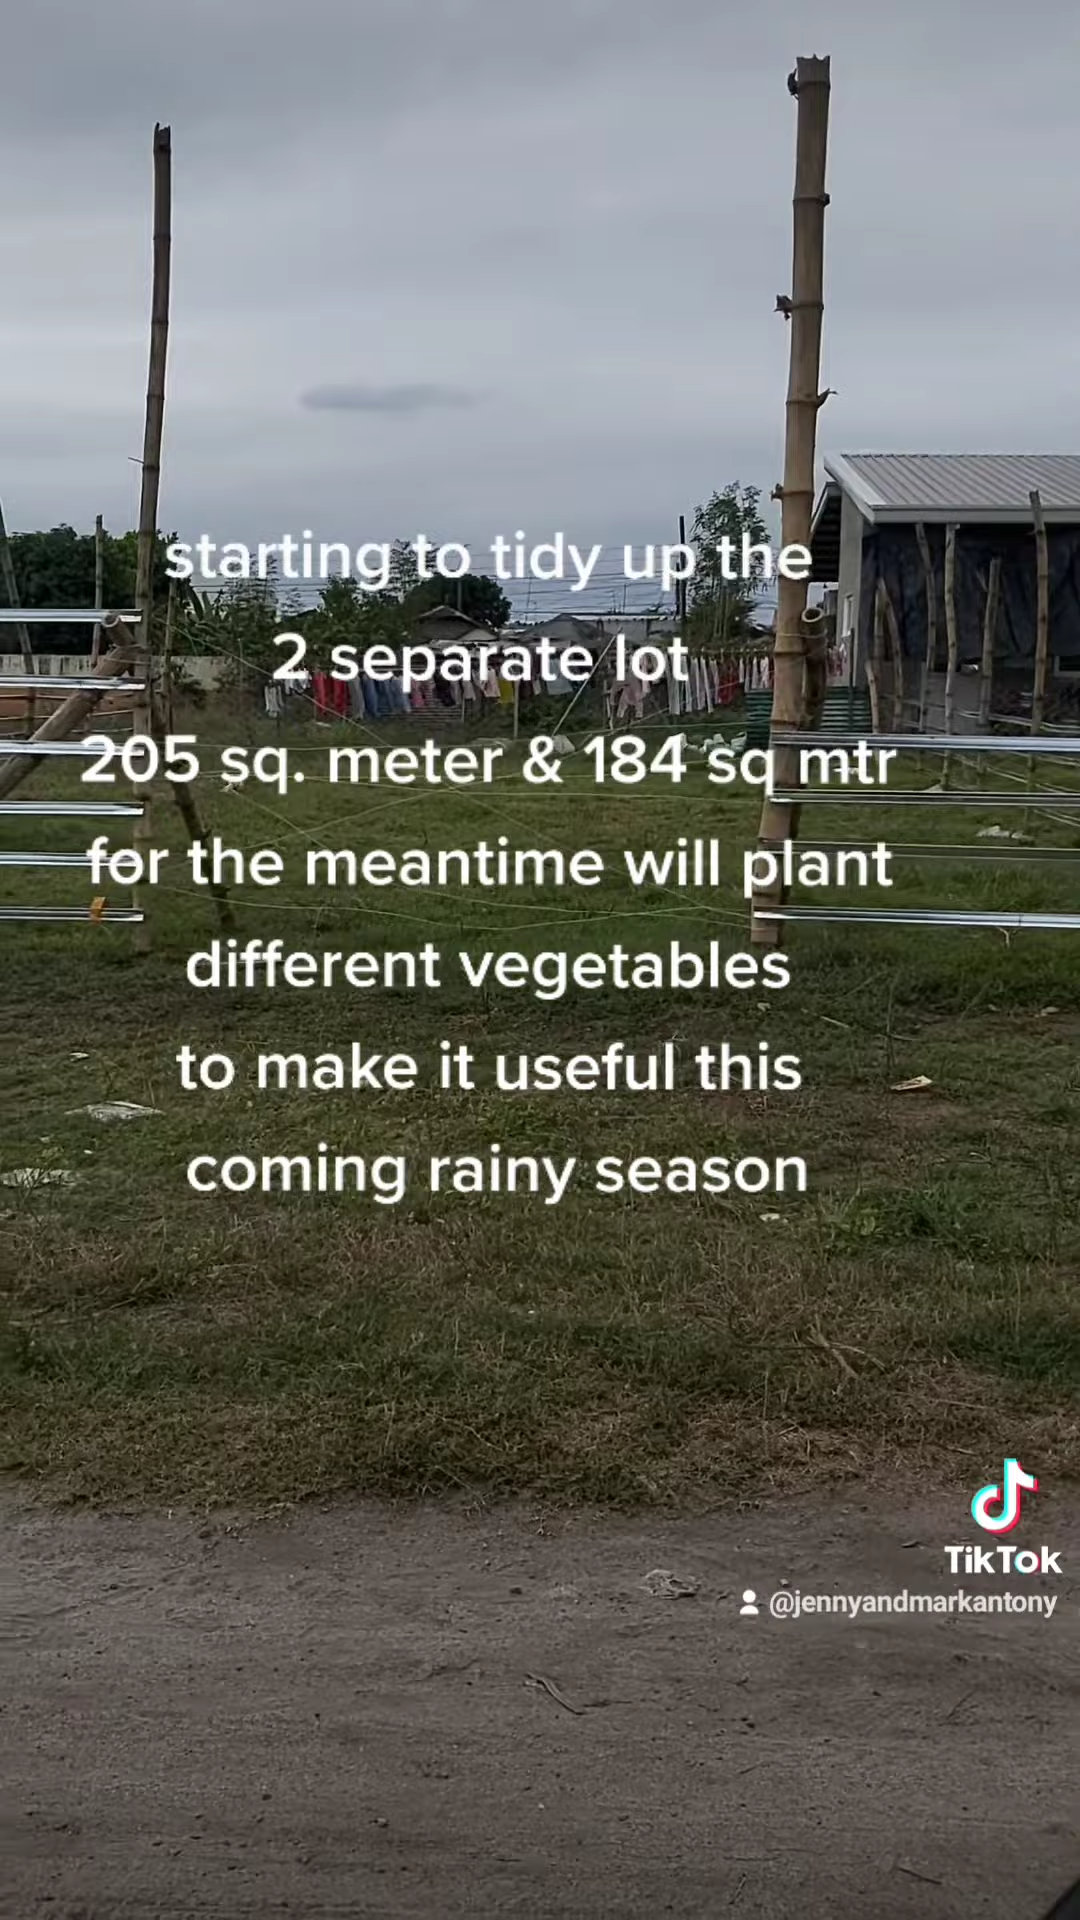 starting to tidy up the
2 separate lot
205 sq. meter & 184 sq mtr
for the meantime will plant
different vegetables
to make it useful this
coming rainy season
TikTok
@jennyandmarkantony